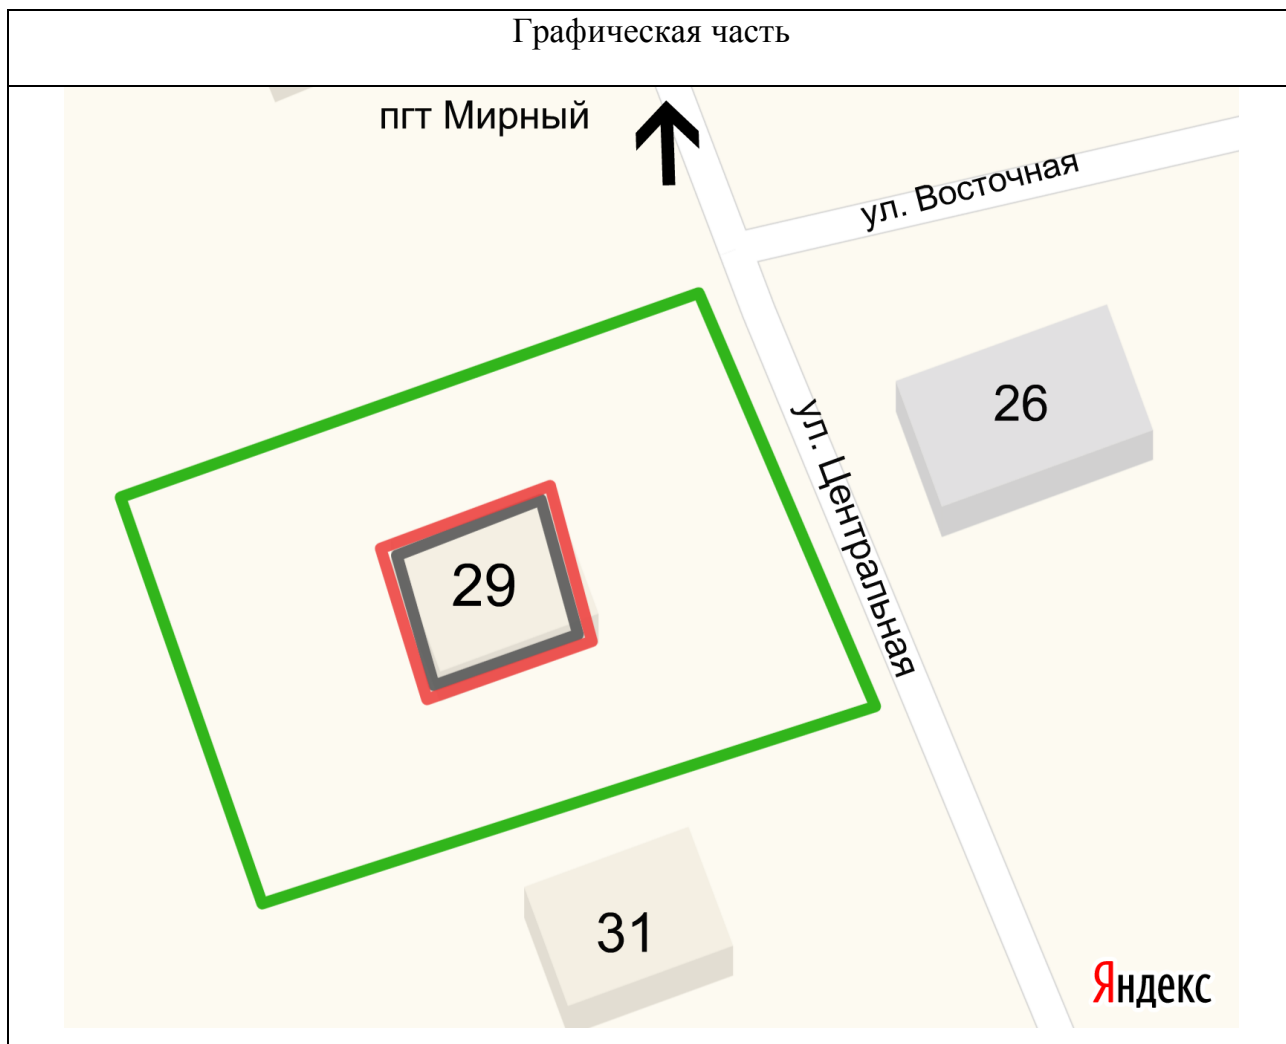 Графическая часть
пгт Мирный
ул. Восточная
26
ул. Центральная
29
31
Яндекс